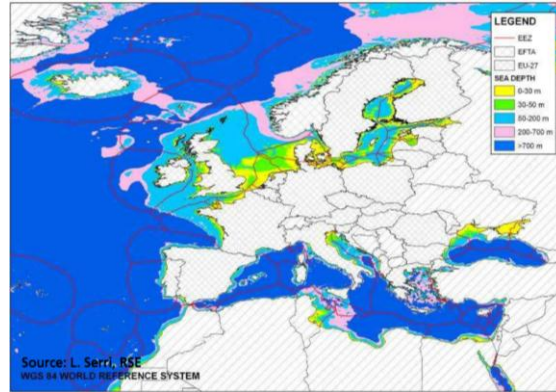 LEGEND
EEZ
EFTA
EU-27
SEA DEPTH
0-30 m
30-50 m
50-200 m
200-700 m
>700 m
Source: L. Serri, RSE
WGS 84 WORLD REFERENCE SYSTEM